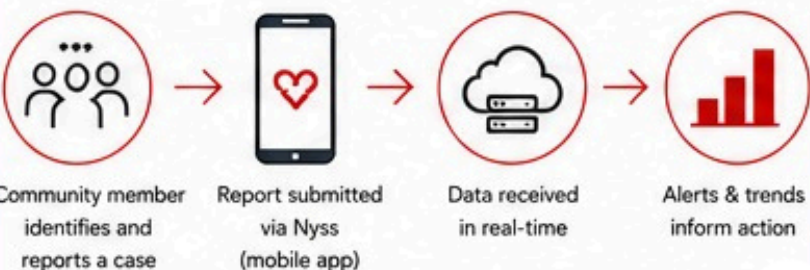 Community member
identifies and
reports a case
Report submitted
via Nyss
(mobile app)
Data received
in real-time
Alerts & trends
inform action